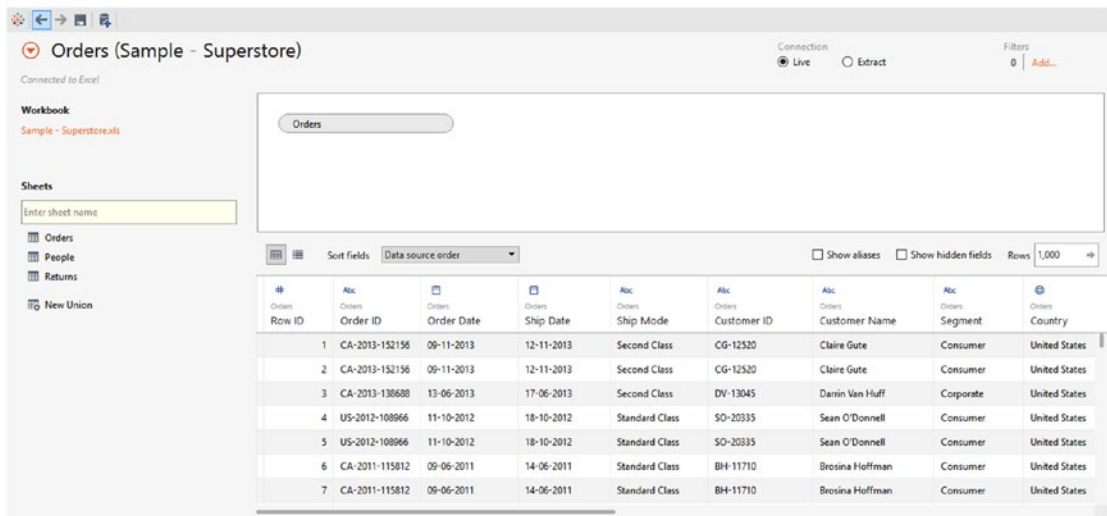 Orders (Sample - Superstore)
Connected to Excel
Connection
Live Extract
Filters
0 Add...
Workbook
Sample - Superstore.xls
Sheets
Enter sheet name
Orders
People
Returns
New Union
Orders
Sort fields Data source order Show aliases Show hidden fields Rows 1,000
# Abc Abc Abc Abc Abc
Orders Orders Orders Orders Orders Orders Orders Orders Orders
Row ID Order ID Order Date Ship Date Ship Mode Customer ID Customer Name Segment Country
1 CA-2013-152156 09-11-2013 12-11-2013 Second Class CG-12520 Claire Gute Consumer United States
2 CA-2013-152156 09-11-2013 12-11-2013 Second Class CG-12520 Claire Gute Consumer United States
3 CA-2013-138688 13-06-2013 17-06-2013 Second Class DV-13045 Darrin Van Huff Corporate United States
4 US-2012-108966 11-10-2012 18-10-2012 Standard Class SO-20335 Sean O'Donnell Consumer United States
5 US-2012-108966 11-10-2012 18-10-2012 Standard Class SO-20335 Sean O'Donnell Consumer United States
6 CA-2011-115812 09-06-2011 14-06-2011 Standard Class BH-11710 Brosina Hoffman Consumer United States
7 CA-2011-115812 09-06-2011 14-06-2011 Standard Class BH-11710 Brosina Hoffman Consumer United States